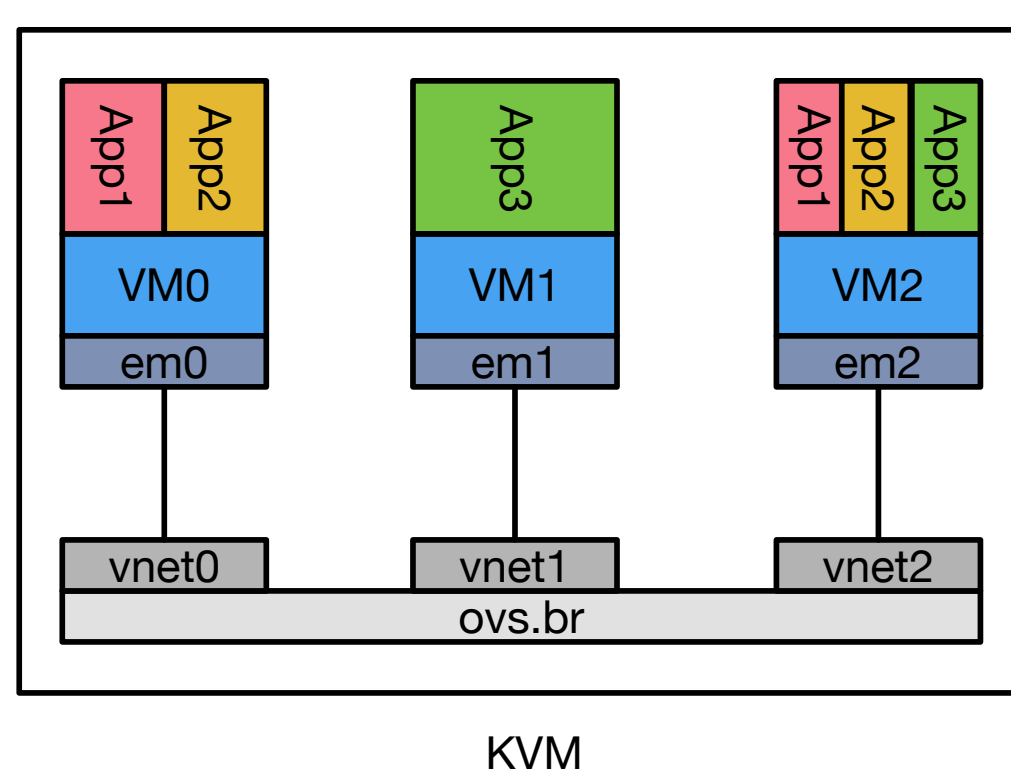 App1
App2
App3
App1
App2
App3
VM0
VM1
VM2
em0
em1
em2
vnet0
vnet1
vnet2
ovs.br
KVM